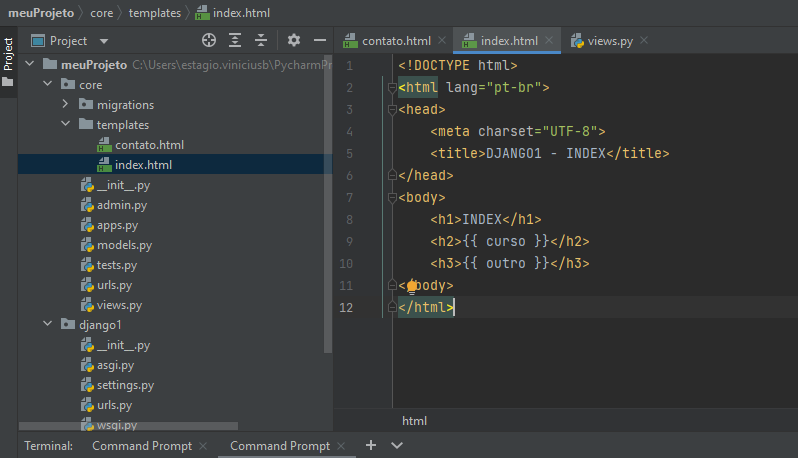 meuProjeto > core > templates > index.html
Project
Project
contato.html
index.html
views.py
meuProjeto C:\Users\estagio.viniciusb\PycharmPr
core
migrations
templates
contato.html
index.html
__init__.py
admin.py
apps.py
models.py
tests.py
urls.py
views.py
django1
__init__.py
asgi.py
settings.py
urls.py
wsgi.py
1 <!DOCTYPE html>
2 <html lang="pt-br">
3 <head>
4 <meta charset="UTF-8">
5 <title>DJANGO1 - INDEX</title>
6 </head>
7 <body>
8 <h1>INDEX</h1>
9 <h2>{{ curso }}</h2>
10 <h3>{{ outro }}</h3>
11 </body>
12 </html>
html
Terminal: Command Prompt × Command Prompt × +